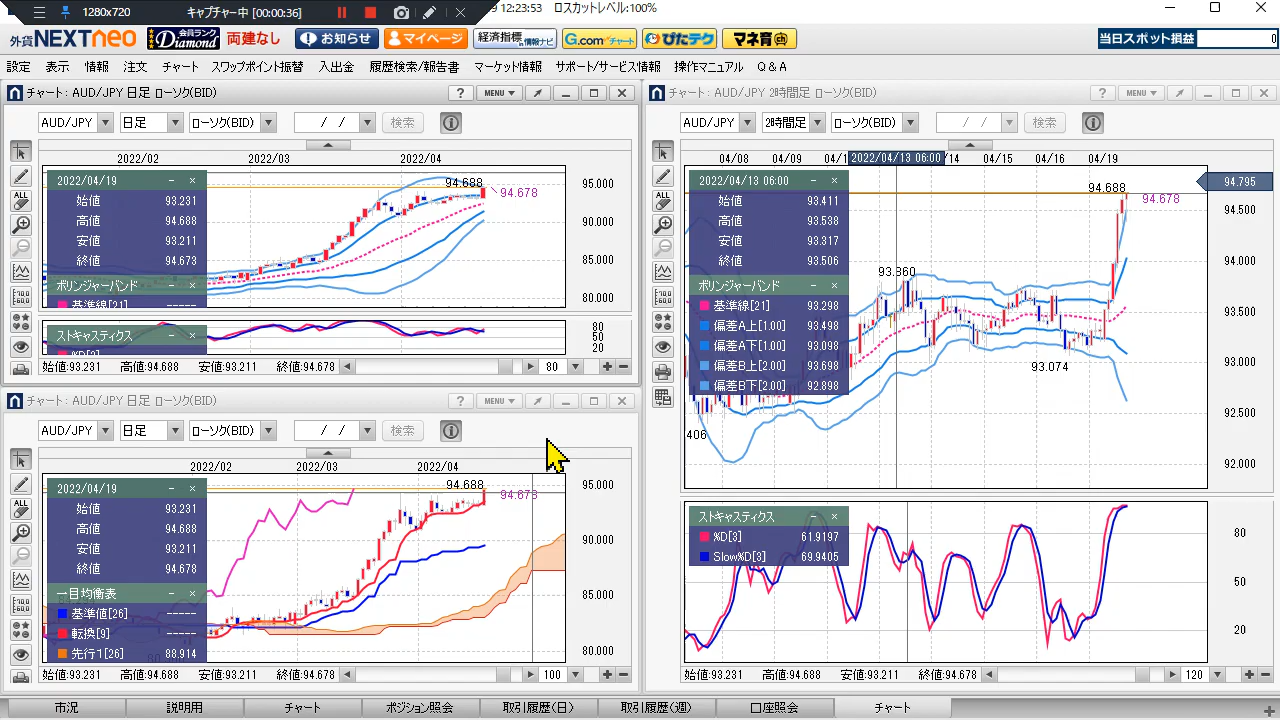 1280x720 キャプチャー中 [00:00:36] 9 12:23:53 ロスカットレベル:100%
外貨NEXTneo 会員ランク Diamond 両建なし お知らせ マイページ 経済指標情報ナビ G.comチャート ぴたテク マネ育 当日スポット損益 0
設定 表示 情報 注文 チャート スワップポイント振替 入出金 履歴検索/報告書 マーケット情報 サポート/サービス情報 操作マニュアル Q&A
チャート: AUD/JPY 日足 ローソク(BID) ? MENU
AUD/JPY 日足 ローソク(BID) / / 検索
2022/02 2022/03 2022/04
ALL
2022/04/19 − ×
始値 93.231
高値 94.688
安値 93.211
終値 94.673
ボリンジャーバンド − ×
基準線[21] -----
94.688
94.678
95.000
90.000
85.000
80.000
ストキャスティクス − ×
%D[3]
80
50
20
始値:93.231 高値:94.688 安値:93.211 終値:94.678 80
チャート: AUD/JPY 日足 ローソク(BID) ? MENU
AUD/JPY 日足 ローソク(BID) / / 検索
2022/02 2022/03 2022/04
ALL
2022/04/19 − ×
始値 93.231
高値 94.688
安値 93.211
終値 94.678
一目均衡表 − ×
基準値[26] -----
転換[9] -----
先行1[26] 88.914
94.688
94.678
95.000
90.000
85.000
80.000
始値:93.231 高値:94.688 安値:93.211 終値:94.678 100
チャート: AUD/JPY 2時間足 ローソク(BID) ? MENU
AUD/JPY 2時間足 ローソク(BID) / / 検索
04/08 04/09 04/1 2022/04/13 06:00 /14 04/15 04/16 04/19
ALL
2022/04/13 06:00 − ×
始値 93.411
高値 93.538
安値 93.317
終値 93.506
ボリンジャーバンド − ×
基準線[21] 93.298
偏差A上[1.00] 93.498
偏差A下[1.00] 93.098
偏差B上[2.00] 93.698
偏差B下[2.00] 92.898
94.688
94.678
93.860
93.074
406
94.795
94.500
94.000
93.500
93.000
92.500
92.000
ストキャスティクス − ×
%D[3] 61.9197
Slow%D[3] 69.9405
80
50
20
始値:93.231 高値:94.688 安値:93.211 終値:94.678 120
市況 説明用 チャート ポジション照会 取引履歴(日) 取引履歴(週) 口座照会 チャート